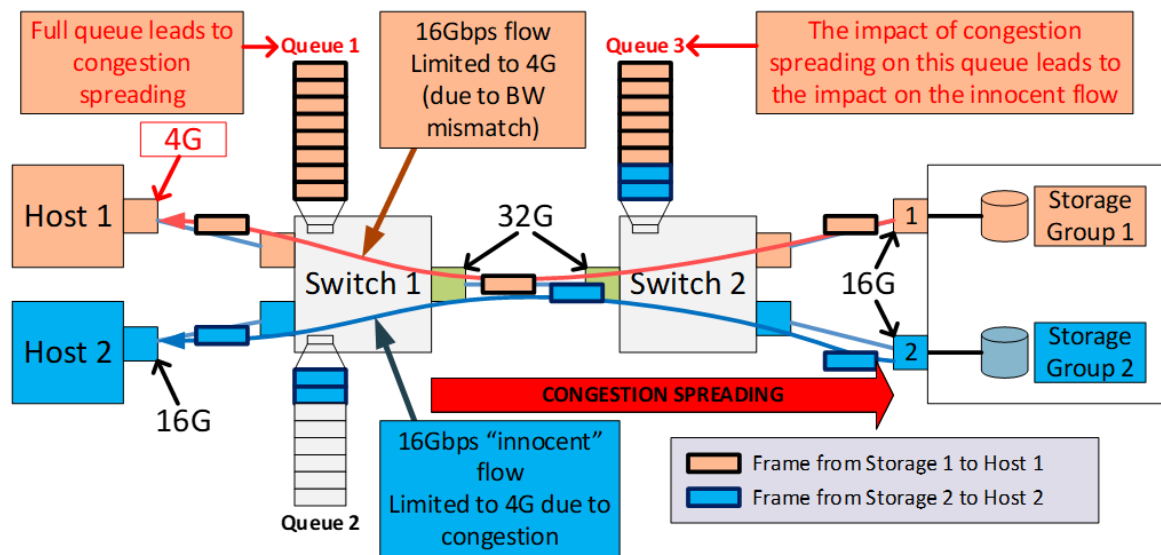 Full queue leads to
congestion
spreading
Queue 1
16Gbps flow
Limited to 4G
(due to BW
mismatch)
Queue 3
The impact of congestion
spreading on this queue leads to
the impact on the innocent flow
4G
Host 1
32G
1
Storage
Group 1
Switch 1
Switch 2
16G
Host 2
2
Storage
Group 2
16G
CONGESTION SPREADING
16Gbps “innocent”
flow
Limited to 4G due to
congestion
Queue 2
Frame from Storage 1 to Host 1
Frame from Storage 2 to Host 2